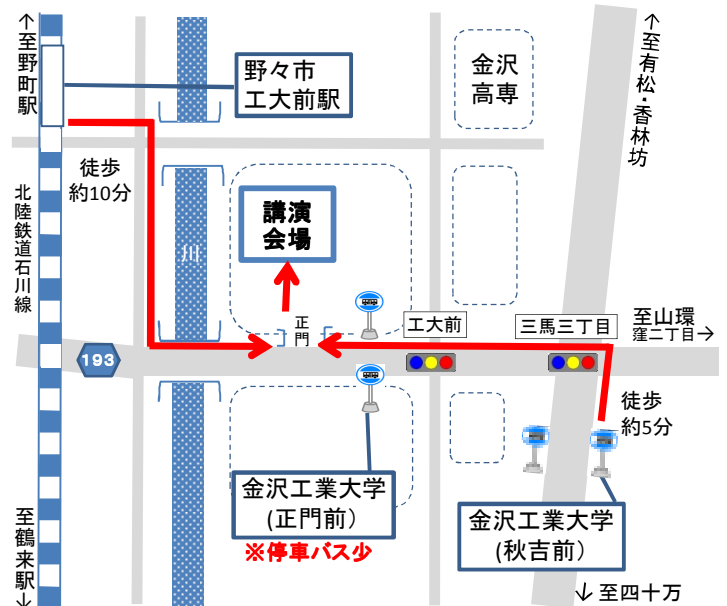 ↑至野町駅
野々市
工大前駅
金沢
高専
↑至有松・香林坊
徒歩
約10分
北陸鉄道石川線
川
講演
会場
正門
工大前
三馬三丁目
至山環
窪二丁目→
193
徒歩
約5分
金沢工業大学
(正門前)
※停車バス少
金沢工業大学
(秋吉前)
至鶴来駅↓
↓至四十万